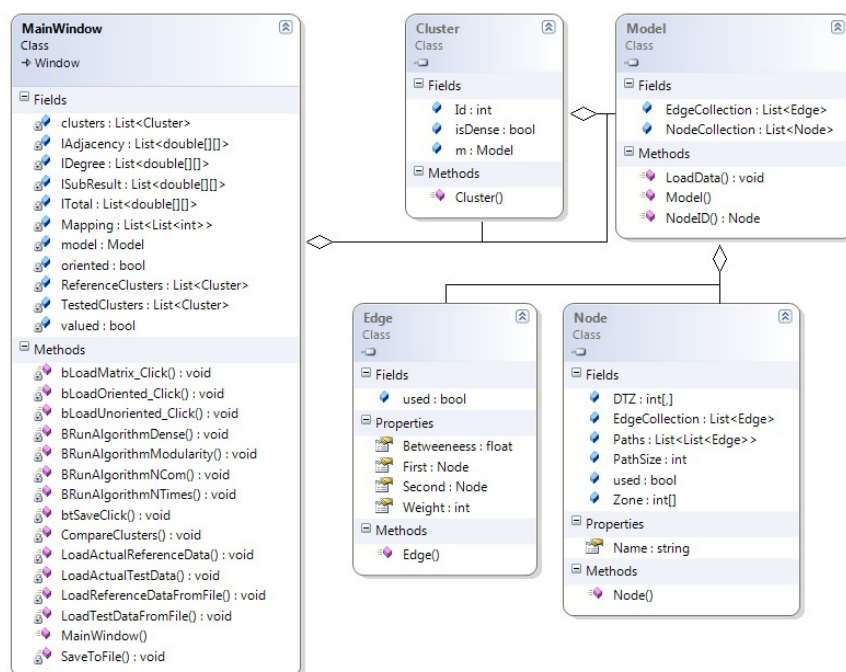 MainWindow
Class
Window
Fields
clusters : List<Cluster>
lAdjacency : List<double[][]>
lDegree : List<double[][]>
lSubResult : List<double[][]>
lTotal : List<double[][]>
Mapping : List<List<int>>
model : Model
oriented : bool
ReferenceClusters : List<Cluster>
TestedClusters : List<Cluster>
valued : bool
Methods
bLoadMatrix_Click() : void
bLoadOriented_Click() : void
bLoadUnoriented_Click() : void
BRunAlgorithmDense() : void
BRunAlgorithmModularity() : void
BRunAlgorithmNCom() : void
BRunAlgorithmNTimes() : void
btSaveClick() : void
CompareClusters() : void
LoadActualReferenceData() : void
LoadActualTestData() : void
LoadReferenceDataFromFile() : void
LoadTestDataFromFile() : void
MainWindow()
SaveToFile() : void
Cluster
Class
Fields
Id : int
isDense : bool
m : Model
Methods
Cluster()
Model
Class
Fields
EdgeCollection : List<Edge>
NodeCollection : List<Node>
Methods
LoadData() : void
Model()
NodeID() : Node
Edge
Class
Fields
used : bool
Properties
Betweeneess : float
First : Node
Second : Node
Weight : int
Methods
Edge()
Node
Class
Fields
DTZ : int[,]
EdgeCollection : List<Edge>
Paths : List<List<Edge>>
PathSize : int
used : bool
Zone : int[]
Properties
Name : string
Methods
Node()